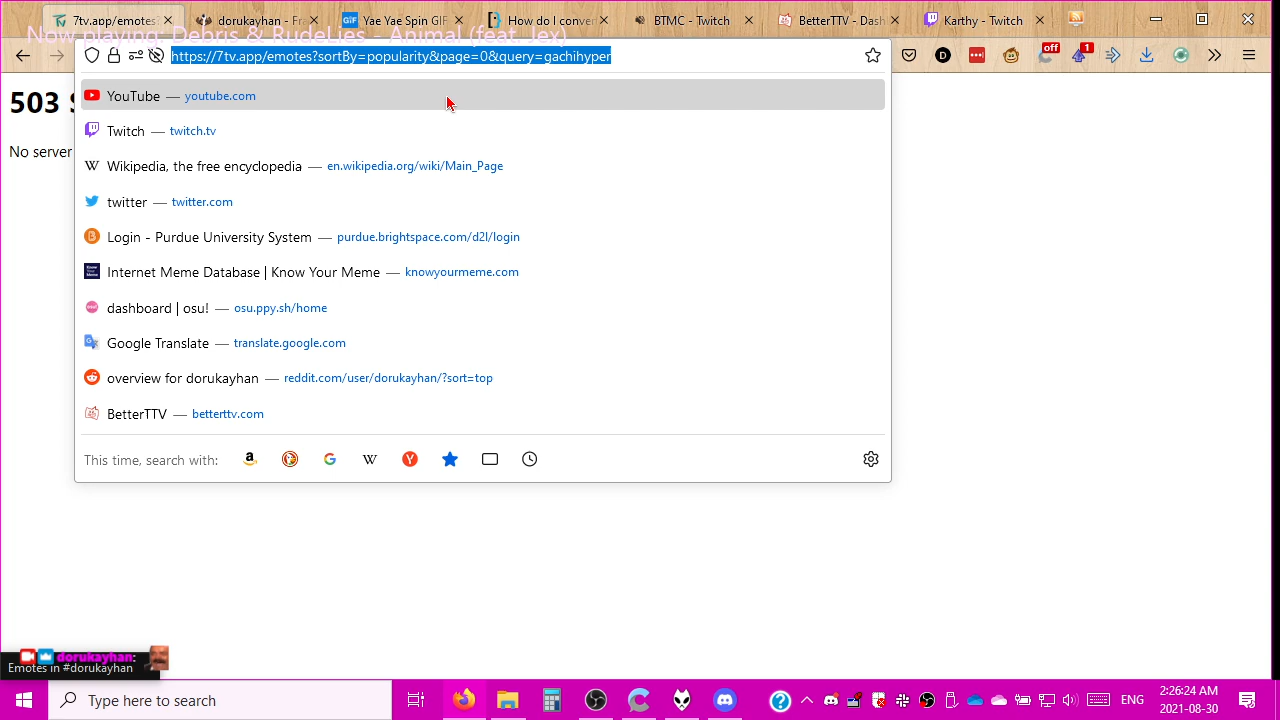 7tv.app/emotes
dorukayhan - Fra
Yae Yae Spin GIF
How do I conver
BTMC - Twitch
BetterTTV - Dash
Karthy - Twitch
Now playing: Debris & RudeLies - Animal (feat. Jex)
https://7tv.app/emotes?sortBy=popularity&page=0&query=gachihyper
off
1
503 S
No server
YouTube — youtube.com
Twitch — twitch.tv
Wikipedia, the free encyclopedia — en.wikipedia.org/wiki/Main_Page
twitter — twitter.com
Login - Purdue University System — purdue.brightspace.com/d2l/login
Internet Meme Database | Know Your Meme — knowyourmeme.com
dashboard | osu! — osu.ppy.sh/home
Google Translate — translate.google.com
overview for dorukayhan — reddit.com/user/dorukayhan/?sort=top
BetterTTV — betterttv.com
This time, search with:
dorukayhan:
Emotes in #dorukayhan
Type here to search
ENG
2:26:24 AM
2021-08-30